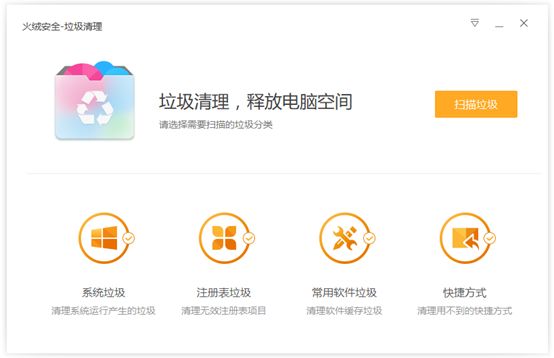 火绒安全-垃圾清理
垃圾清理，释放电脑空间
请选择需要扫描的垃圾分类
扫描垃圾
系统垃圾
清理系统运行产生的垃圾
注册表垃圾
清理无效注册表项目
常用软件垃圾
清理软件缓存垃圾
快捷方式
清理用不到的快捷方式